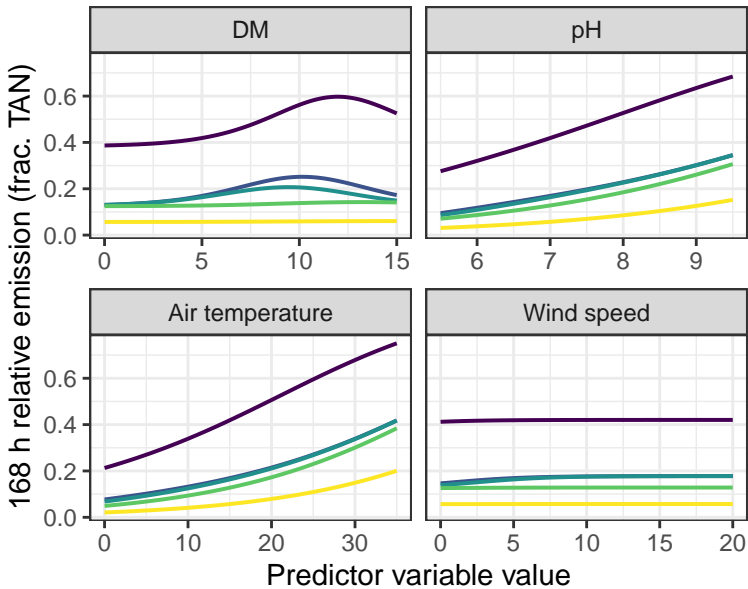 DM
pH
168 h relative emission (frac. TAN)
0.6
0.4
0.2
0.0
0 5 10 15
6 7 8 9
Air temperature
Wind speed
0.6
0.4
0.2
0.0
0 10 20 30
0 5 10 15 20
Predictor variable value